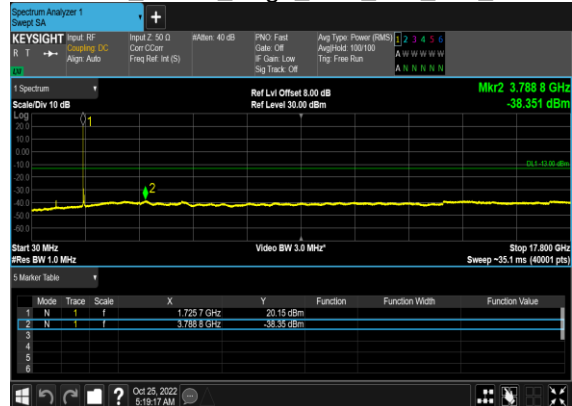 Spectrum Analyzer 1
Swept SA
+
KEYSIGHT
R T
Input: RF
Coupling: DC
Align: Auto
Input Z: 50 Ω
Corr CCorr
Freq Ref: Int (S)
#Atten: 40 dB
PNO: Fast
Gate: Off
IF Gain: Low
Sig Track: Off
Avg Type: Power (RMS)
Avg|Hold: 100/100
Trig: Free Run
1 2 3 4 5 6
A W W W W W
A N N N N N
1 Spectrum
Scale/Div 10 dB
Ref Lvl Offset 8.00 dB
Ref Level 30.00 dBm
Mkr2 3.788 8 GHz
-38.351 dBm
Log
20.0
10.0
0.00
-10.0
-20.0
-30.0
-40.0
-50.0
-60.0
1
2
DL1 -13.00 dBm
Start 30 MHz
#Res BW 1.0 MHz
Video BW 3.0 MHz*
Stop 17.800 GHz
Sweep ~35.1 ms (40001 pts)
5 Marker Table
Mode Trace Scale X Y Function Function Width Function Value
1 N 1 f 1.725 7 GHz 20.15 dBm
2 N 1 f 3.788 8 GHz -38.35 dBm
3
4
5
6
?
Oct 25, 2022
5:19:17 AM